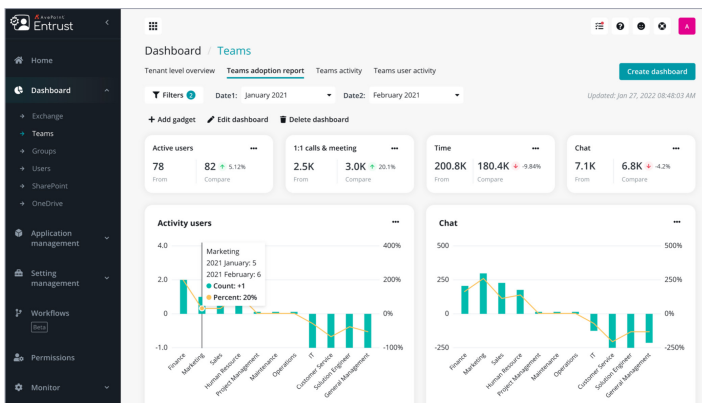 AvePoint
Entrust
Home
Dashboard
Exchange
Teams
Groups
Users
SharePoint
OneDrive
Application
management
Setting
management
Workflows
Beta
Permissions
Monitor
A
Dashboard / Teams
Tenant level overview Teams adoption report Teams activity Teams user activity
Create dashboard
Filters 2 Date1: January 2021 Date2: February 2021
Updated: Jan 27, 2022 08:48:03 AM
+ Add gadget Edit dashboard Delete dashboard
Active users
78 82 5.12%
From Compare
1:1 calls & meeting
2.5K 3.0K 20.1%
From Compare
Time
200.8K 180.4K -9.84%
From Compare
Chat
7.1K 6.8K -4.2%
From Compare
Activity users
4.0 400%
2.0 200%
0 0%
-1.0 -100%
Marketing
2021 January: 5
2021 February: 6
Count: +1
Percent: 20%
Finance
Marketing
Sales
Human Resource
Project Management
Maintenance
Operations
IT
Customer Service
Solution Engineer
General Management
Chat
500 500%
250 250%
0 0%
-250 -250%
Finance
Marketing
Sales
Human Resource
Project Management
Maintenance
Operations
IT
Customer Service
Solution Engineer
General Management